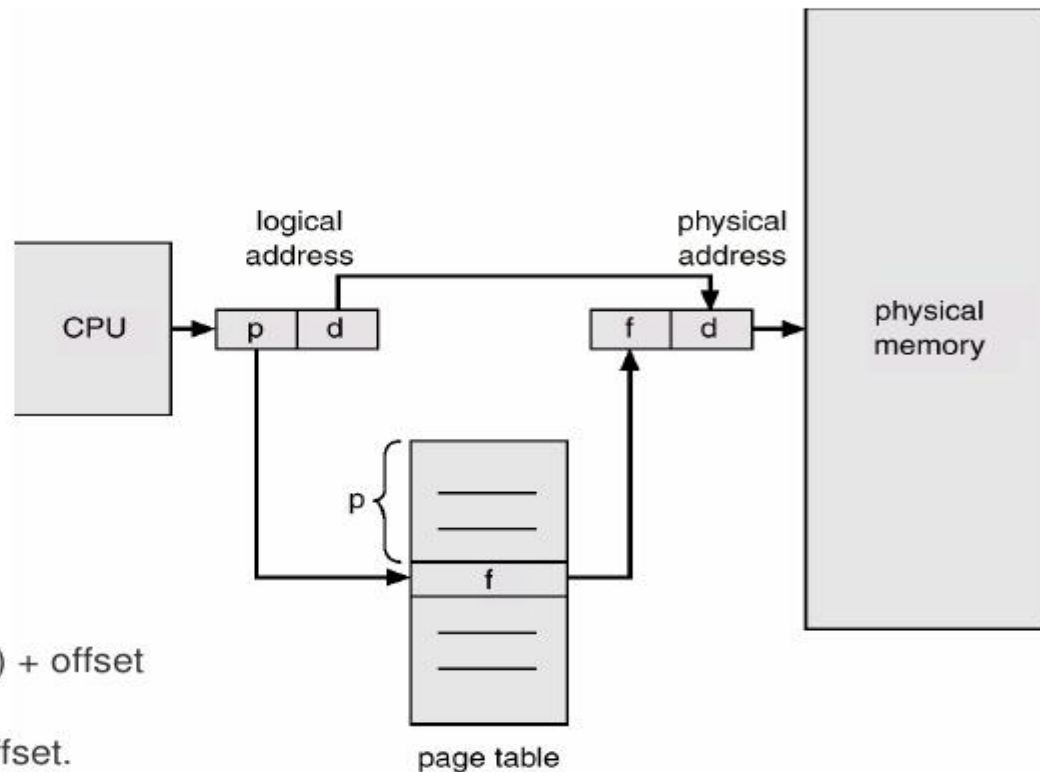 logical
address
physical
address
CPU
p d
f d
physical
memory
p
f
) + offset
ffset.
page table